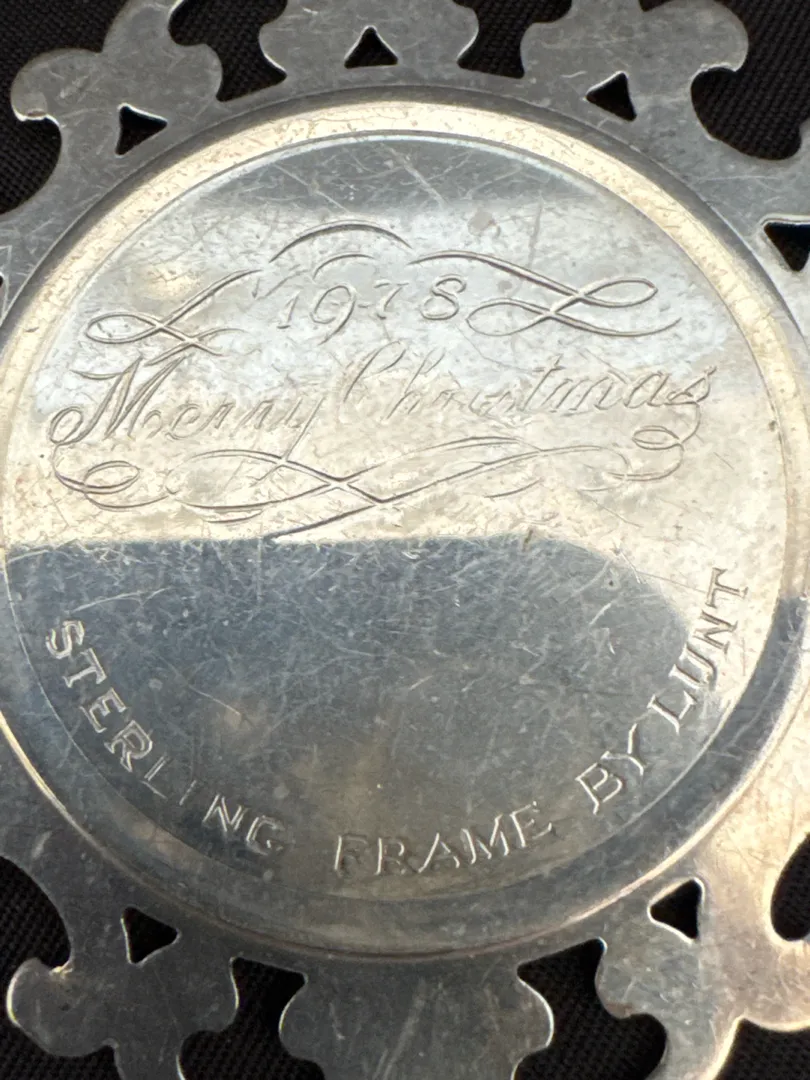 1978
Merry Christmas
STERLING FRAME BY LUNT